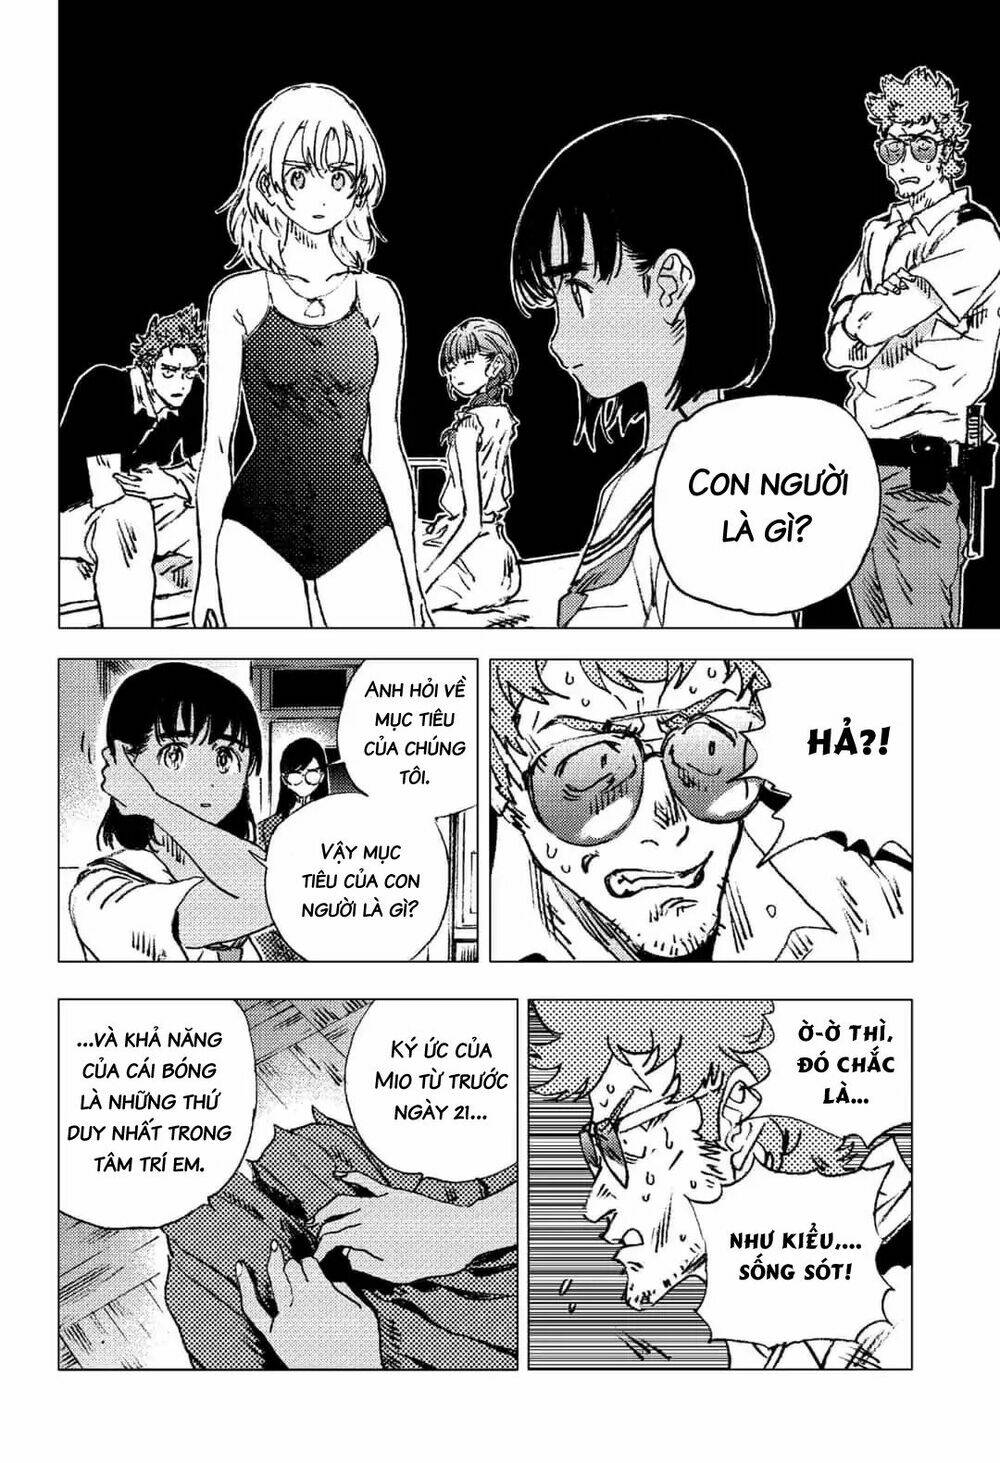 CON NGƯỜI
LÀ GÌ?
HẢ?!
ANH HỎI VỀ
MỤC TIÊU
CỦA CHÚNG
TÔI.
VẬY MỤC
TIÊU CỦA CON
NGƯỜI LÀ GÌ?
Ờ-Ờ THÌ,
ĐÓ CHẮC
LÀ...
NHƯ KIỂU,...
SỐNG SÓT!
KÝ ỨC CỦA
MIO TỪ TRƯỚC
NGÀY 21...
...VÀ KHẢ NĂNG
CỦA CÁI BÓNG
LÀ NHỮNG THỨ
DUY NHẤT TRONG
TÂM TRÍ EM.